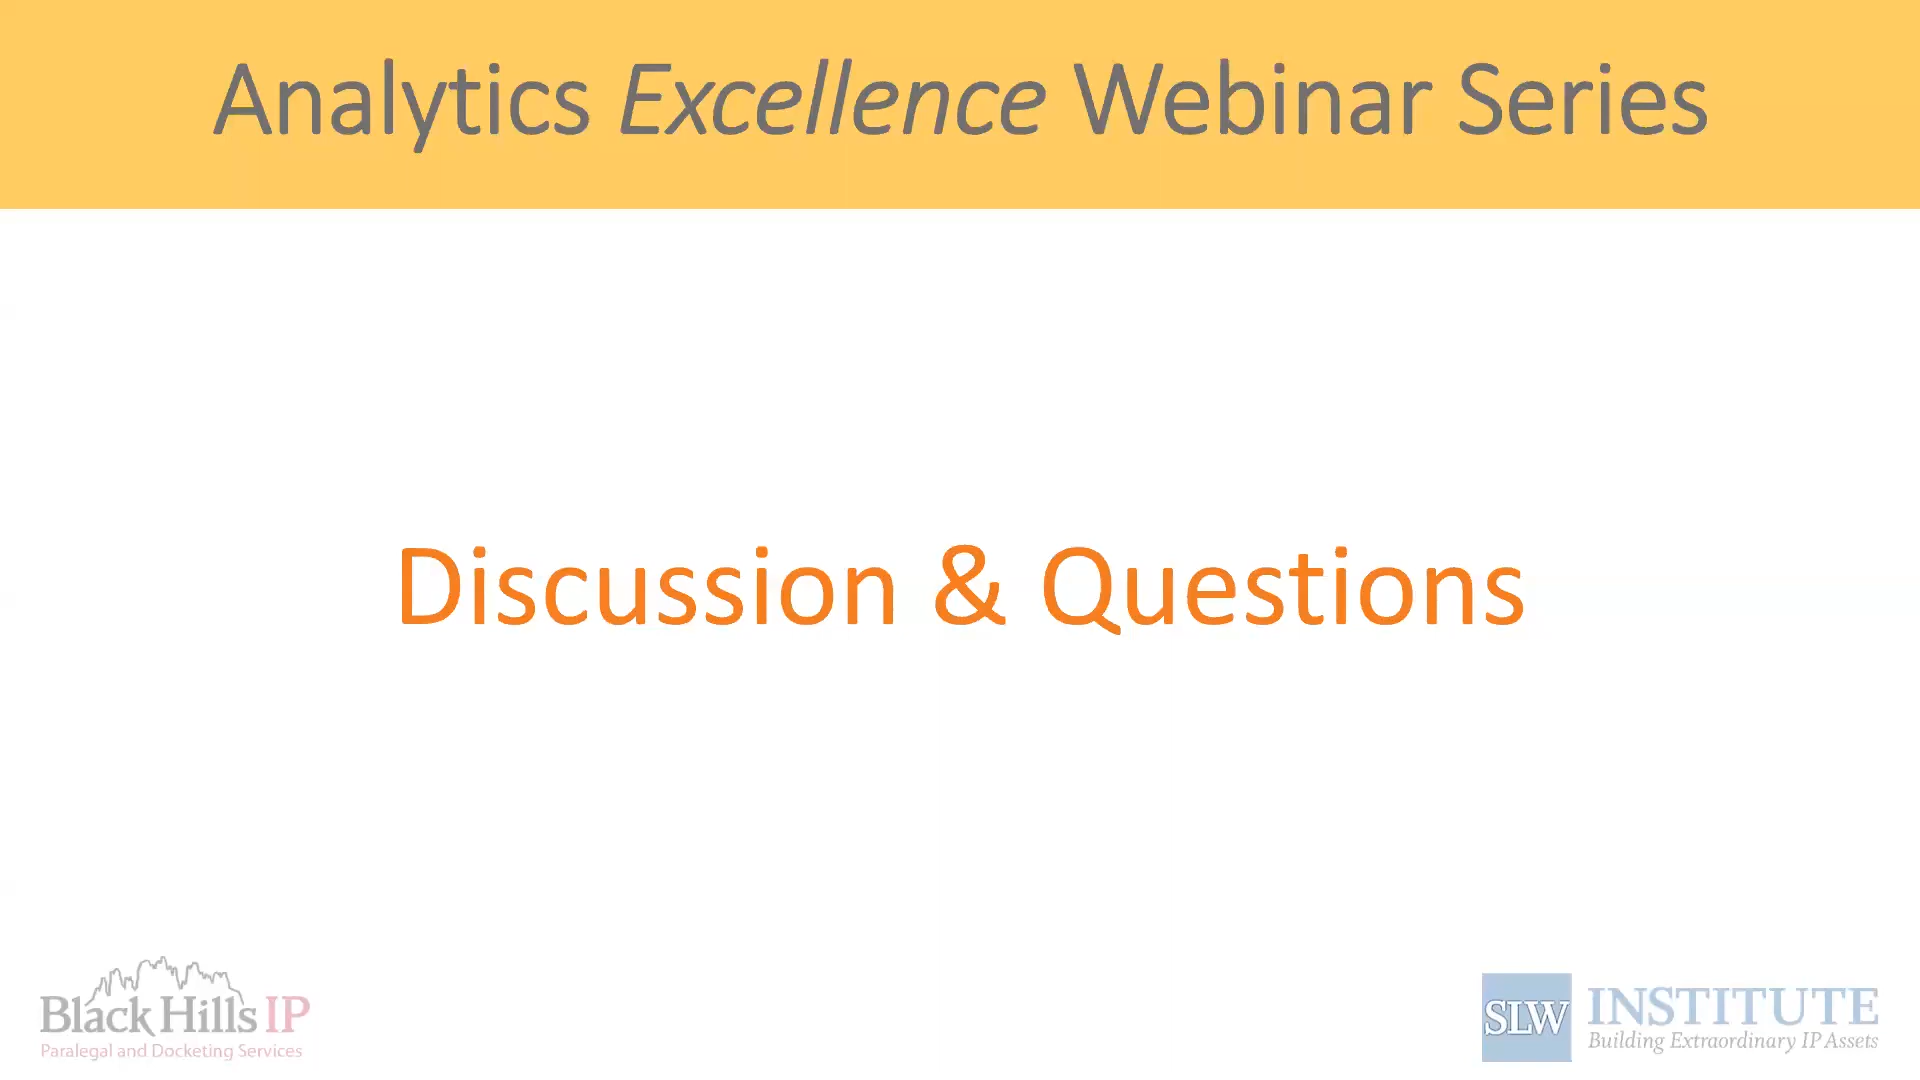 Analytics Excellence Webinar Series
Discussion & Questions
Black Hills IP
Paralegal and Docketing Services
SLW INSTITUTE
Building Extraordinary IP Assets